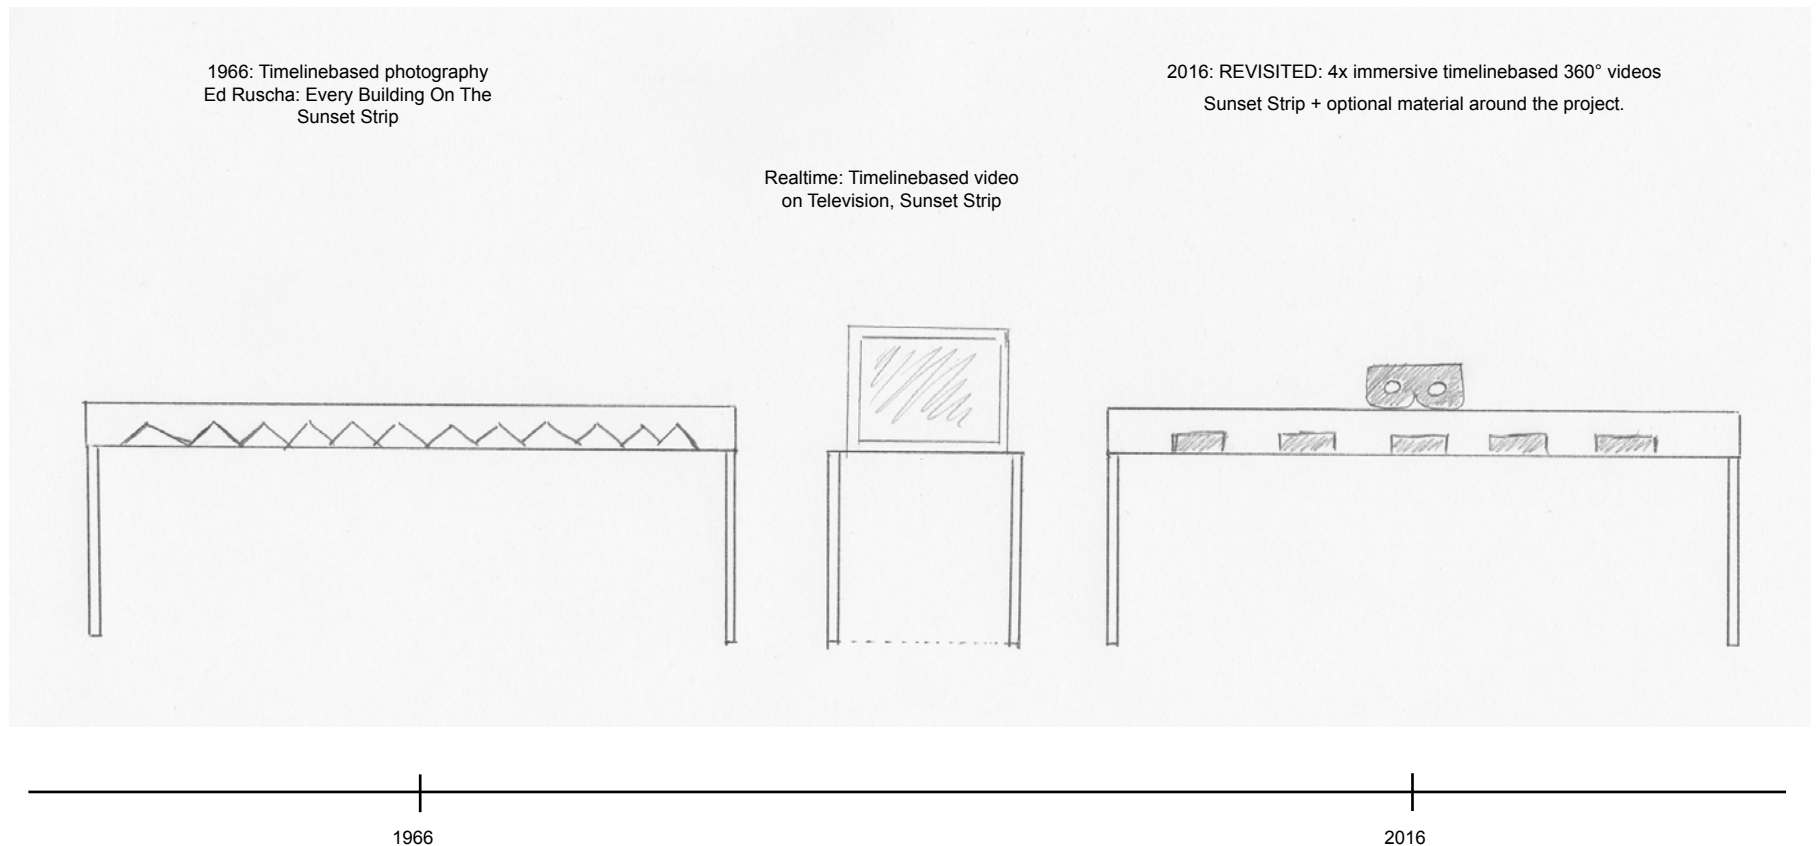 1966: Timelinebased photography
Ed Ruscha: Every Building On The
Sunset Strip
2016: REVISITED: 4x immersive timelinebased 360° videos
Sunset Strip + optional material around the project.
Realtime: Timelinebased video
on Television, Sunset Strip
1966
2016